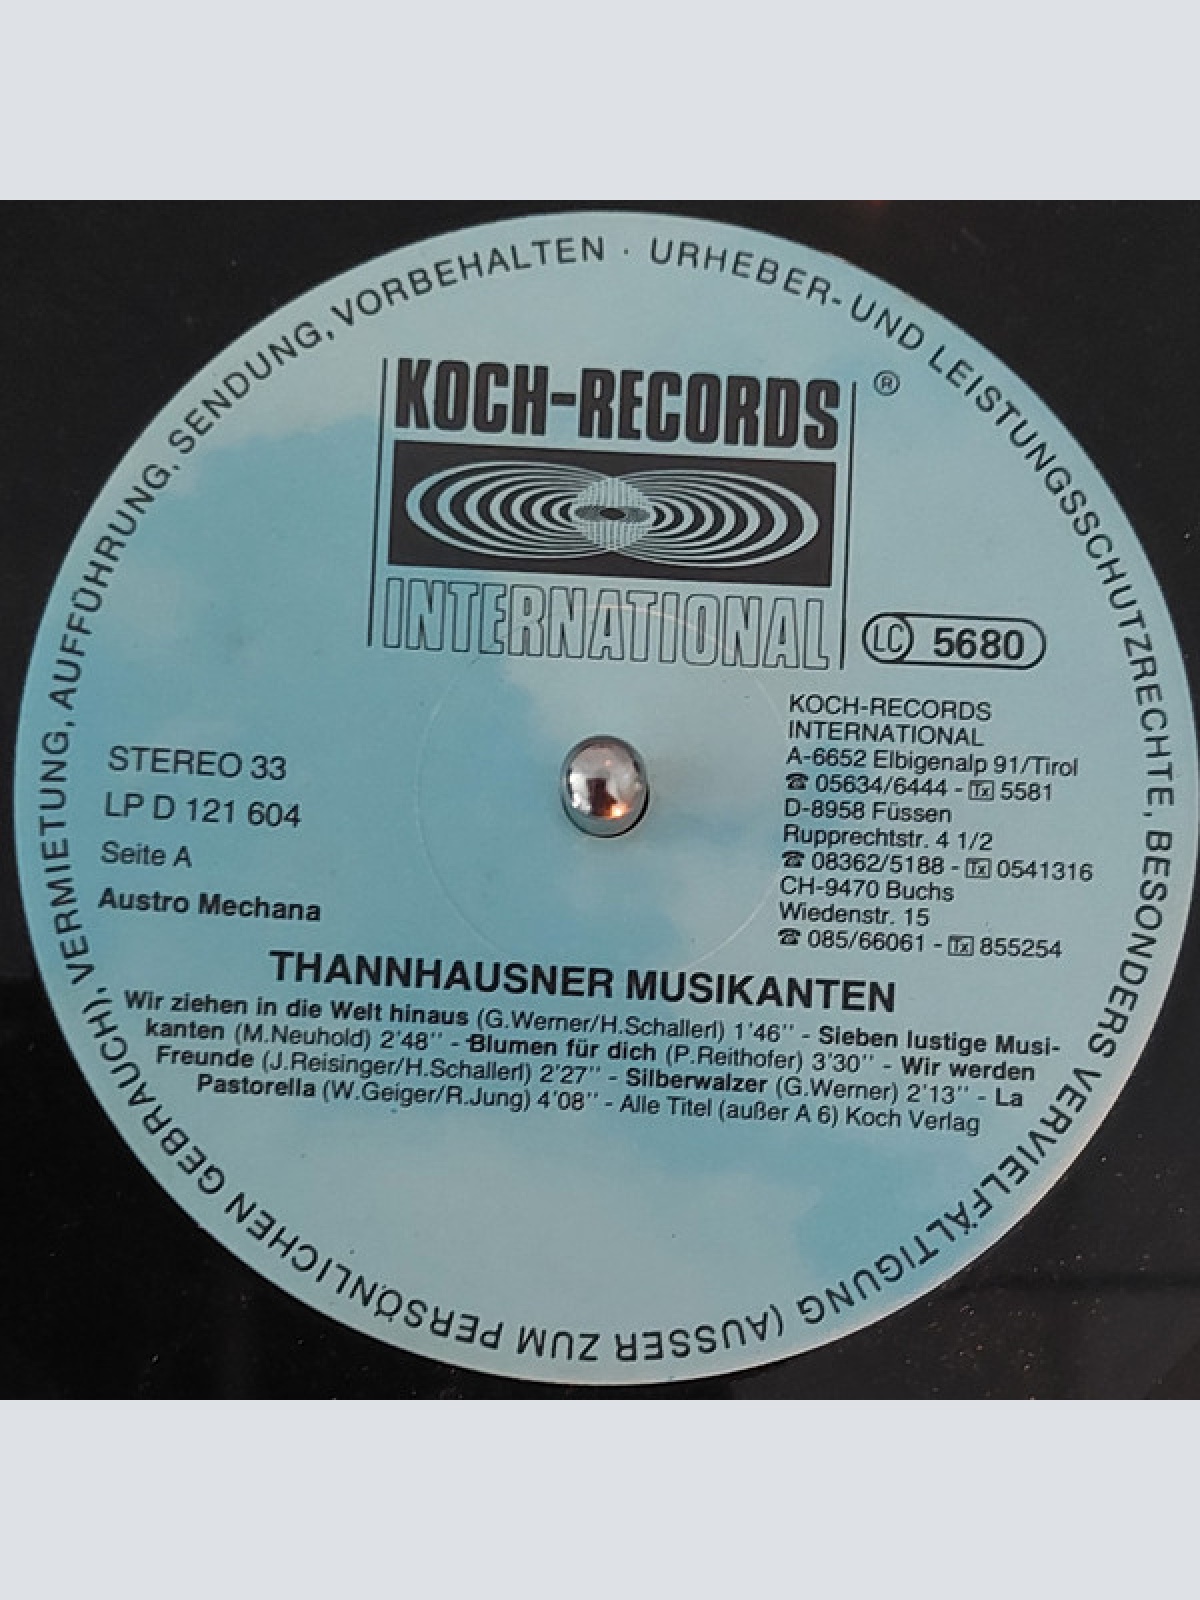 URHEBER- UND LEISTUNGSSCHUTZRECHTE, BESONDERS VERVIELFÄLTIGUNG (AUSSER ZUM PERSÖNLICHEN GEBRAUCH), VERMIETUNG, AUFFÜHRUNG, SENDUNG, VORBEHALTEN ·
KOCH-RECORDS ®
INTERNATIONAL
LC 5680
STEREO 33
LP D 121 604
Seite A
Austro Mechana
KOCH-RECORDS
INTERNATIONAL
A-6652 Elbigenalp 91/Tirol
☎ 05634/6444 - Tx 5581
D-8958 Füssen
Rupprechtstr. 4 1/2
☎ 08362/5188 - Tx 0541316
CH-9470 Buchs
Wiedenstr. 15
☎ 085/66061 - Tx 855254
THANNHAUSNER MUSIKANTEN
Wir ziehen in die Welt hinaus (G.Werner/H.Schallerl) 1'46'' - Sieben lustige Musi-
kanten (M.Neuhold) 2'48'' - Blumen für dich (P.Reithofer) 3'30'' - Wir werden
Freunde (J.Reisinger/H.Schallerl) 2'27'' - Silberwalzer (G.Werner) 2'13'' - La
Pastorella (W.Geiger/R.Jung) 4'08'' - Alle Titel (außer A 6) Koch Verlag